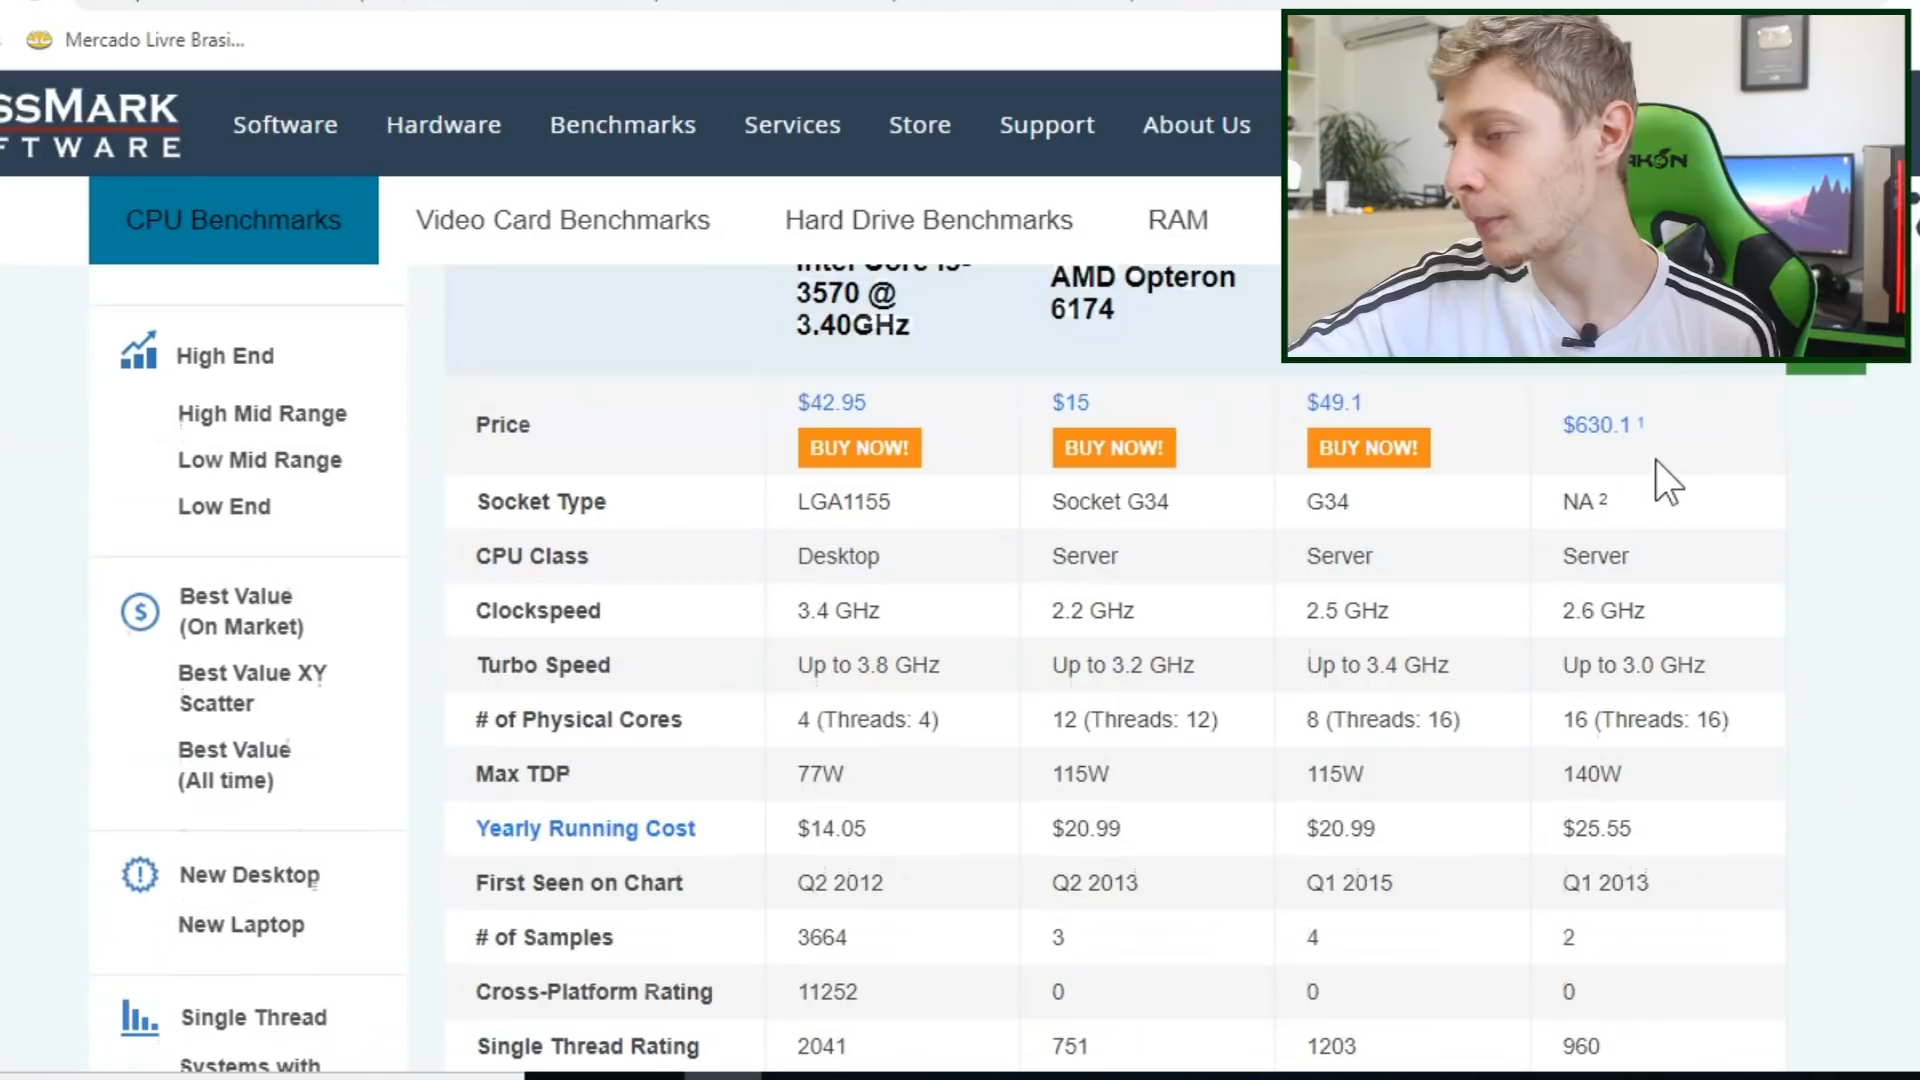 Mercado Livre Brasi...
SSMARK
FTWARE
Software Hardware Benchmarks Services Store Support About Us
CPU Benchmarks Video Card Benchmarks Hard Drive Benchmarks RAM
High End
High Mid Range
Low Mid Range
Low End
Best Value
(On Market)
Best Value XY
Scatter
Best Value
(All time)
New Desktop
New Laptop
Single Thread
Systems with
Intel Core i5-
3570 @
3.40GHz
AMD Opteron
6174
Price $42.95 $15 $49.1 $630.1 ¹
BUY NOW! BUY NOW! BUY NOW!
Socket Type LGA1155 Socket G34 G34 NA ²
CPU Class Desktop Server Server Server
Clockspeed 3.4 GHz 2.2 GHz 2.5 GHz 2.6 GHz
Turbo Speed Up to 3.8 GHz Up to 3.2 GHz Up to 3.4 GHz Up to 3.0 GHz
# of Physical Cores 4 (Threads: 4) 12 (Threads: 12) 8 (Threads: 16) 16 (Threads: 16)
Max TDP 77W 115W 115W 140W
Yearly Running Cost $14.05 $20.99 $20.99 $25.55
First Seen on Chart Q2 2012 Q2 2013 Q1 2015 Q1 2013
# of Samples 3664 3 4 2
Cross-Platform Rating 11252 0 0 0
Single Thread Rating 2041 751 1203 960